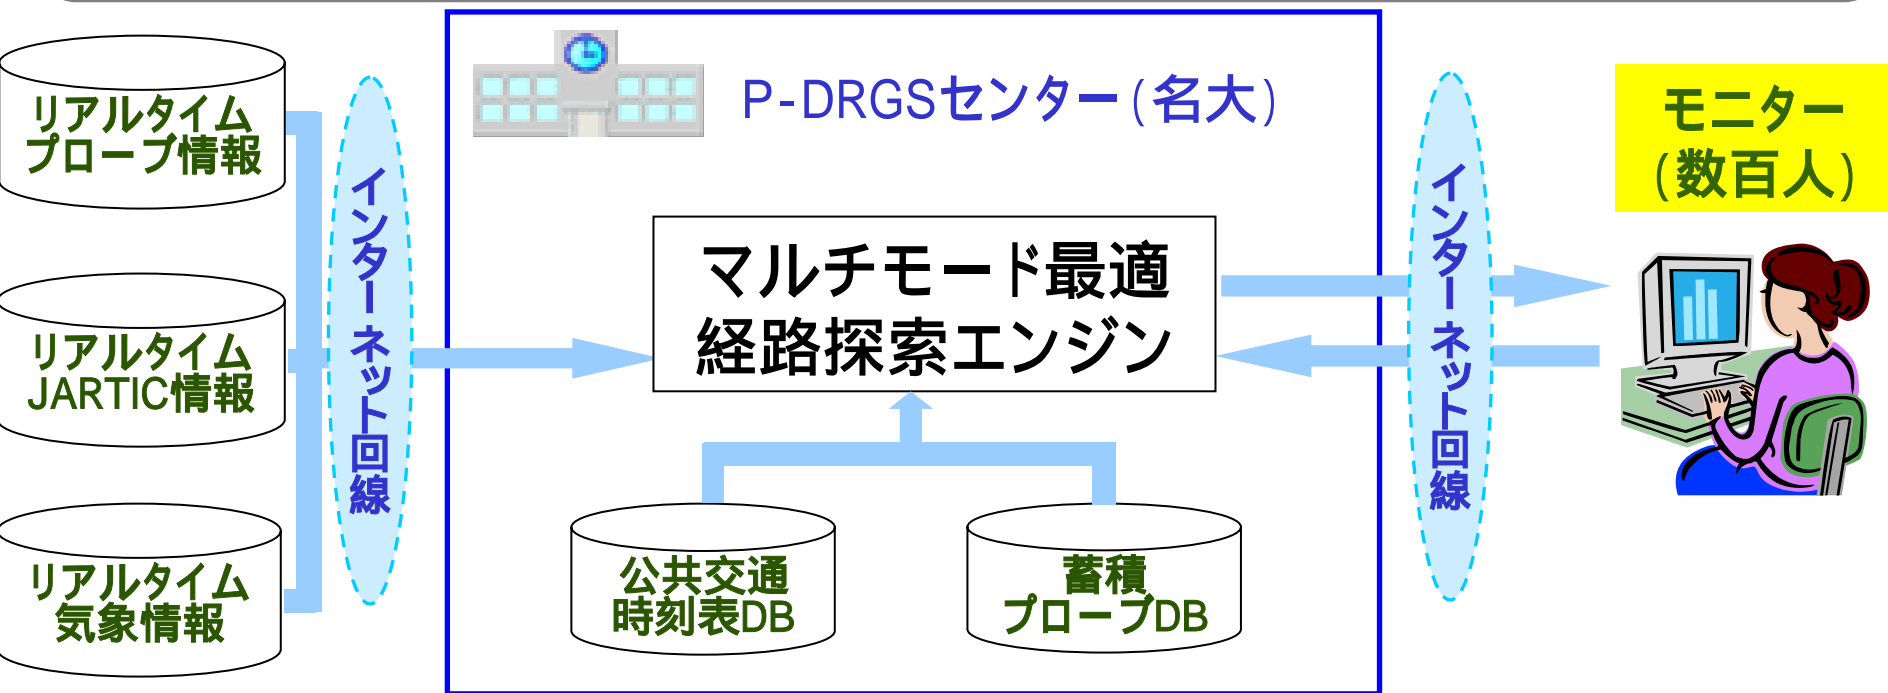 P-DRGSセンター(名大)
リアルタイム
プローブ情報
リアルタイム
JARTIC情報
リアルタイム
気象情報
インターネット回線
マルチモード最適
経路探索エンジン
公共交通
時刻表DB
蓄積
プローブDB
インターネット回線
モニター
(数百人)